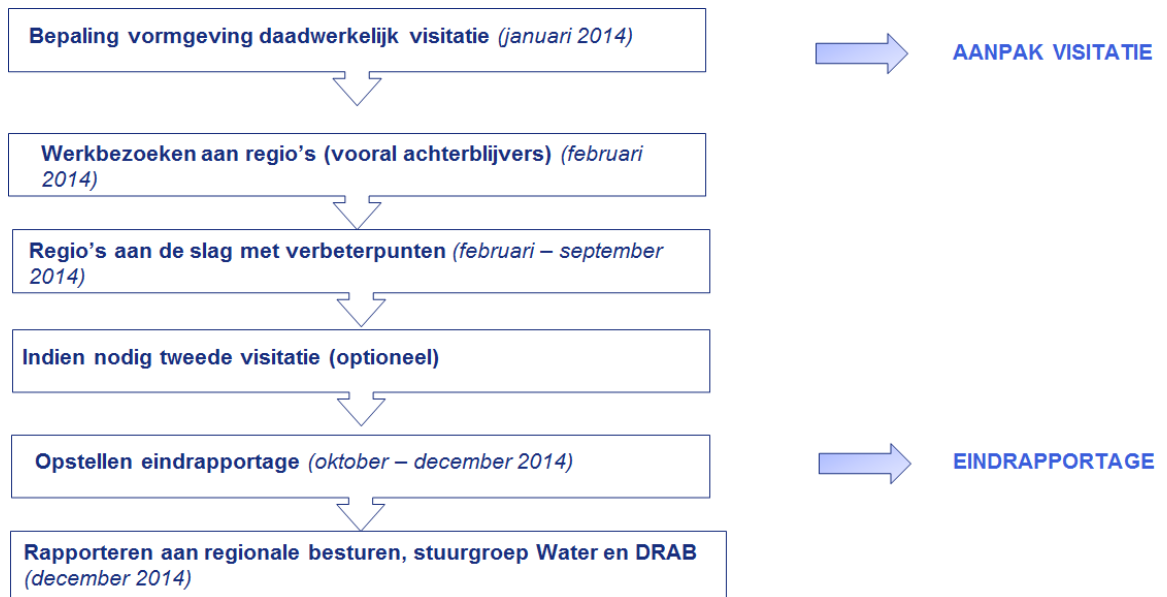 Bepaling vormgeving daadwerkelijk visitatie (januari 2014)
AANPAK VISITATIE
Werkbezoeken aan regio's (vooral achterblijvers) (februari
2014)
Regio's aan de slag met verbeterpunten (februari – september
2014)
Indien nodig tweede visitatie (optioneel)
Opstellen eindrapportage (oktober – december 2014)
EINDRAPPORTAGE
Rapporteren aan regionale besturen, stuurgroep Water en DRAB
(december 2014)